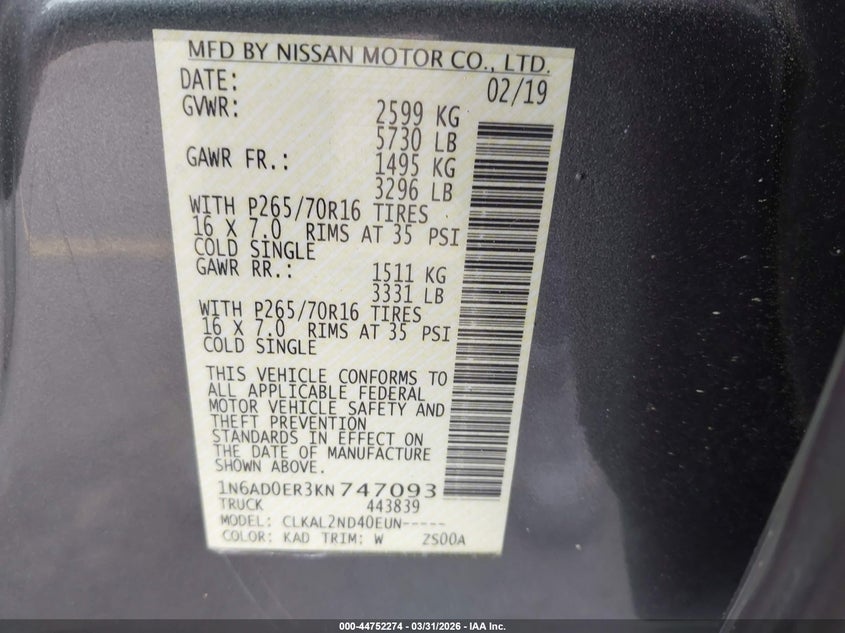 MFD BY NISSAN MOTOR CO., LTD.
DATE: 02/19
GVWR: 2599 KG
5730 LB
GAWR FR.: 1495 KG
3296 LB
WITH P265/70R16 TIRES
16 X 7.0 RIMS AT 35 PSI
COLD SINGLE
GAWR RR.: 1511 KG
3331 LB
WITH P265/70R16 TIRES
16 X 7.0 RIMS AT 35 PSI
COLD SINGLE
THIS VEHICLE CONFORMS TO
ALL APPLICABLE FEDERAL
MOTOR VEHICLE SAFETY AND
THEFT PREVENTION
STANDARDS IN EFFECT ON
THE DATE OF MANUFACTURE
SHOWN ABOVE.
1N6AD0ER3KN747093
TRUCK 443839
MODEL: CLKAL2ND40EUN-----
COLOR: KAD TRIM: W ZS00A
000-44752274 | 03/31/2026 - IAA Inc.